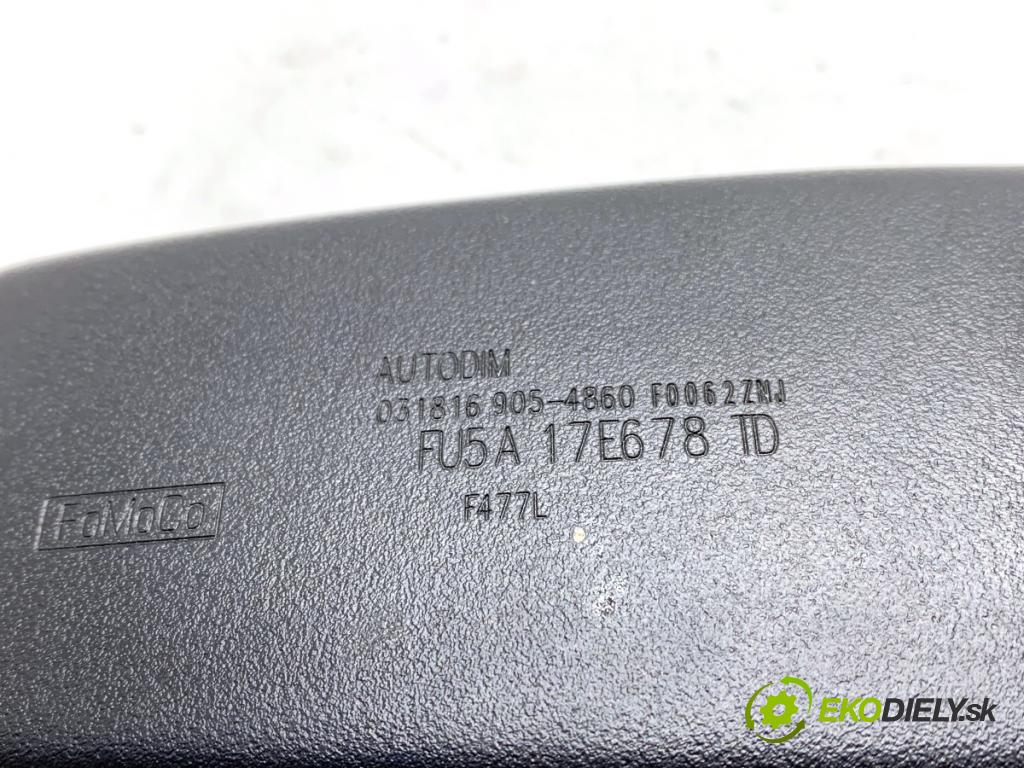 AUTODIM
031816 905-4860 F0062ZNJ
FU5A 17E678 TD
F477L
FoMoCo
EKODIELY.sk